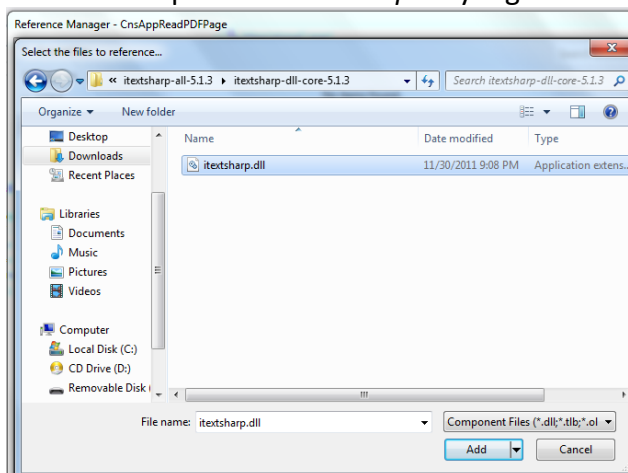 Reference Manager - CnsAppReadPDFPage
Select the files to reference...
« itextsharp-all-5.1.3 ▸ itextsharp-dll-core-5.1.3
Search itextsharp-dll-core-5.1.3
Organize ▾ New folder
Desktop
Downloads
Recent Places
Libraries
Documents
Music
Pictures
Videos
Computer
Local Disk (C:)
CD Drive (D:)
Removable Disk
Name Date modified Type
itextsharp.dll 11/30/2011 9:08 PM Application extens...
File name: itextsharp.dll Component Files (*.dll;*.tlb;*.ol
Add Cancel